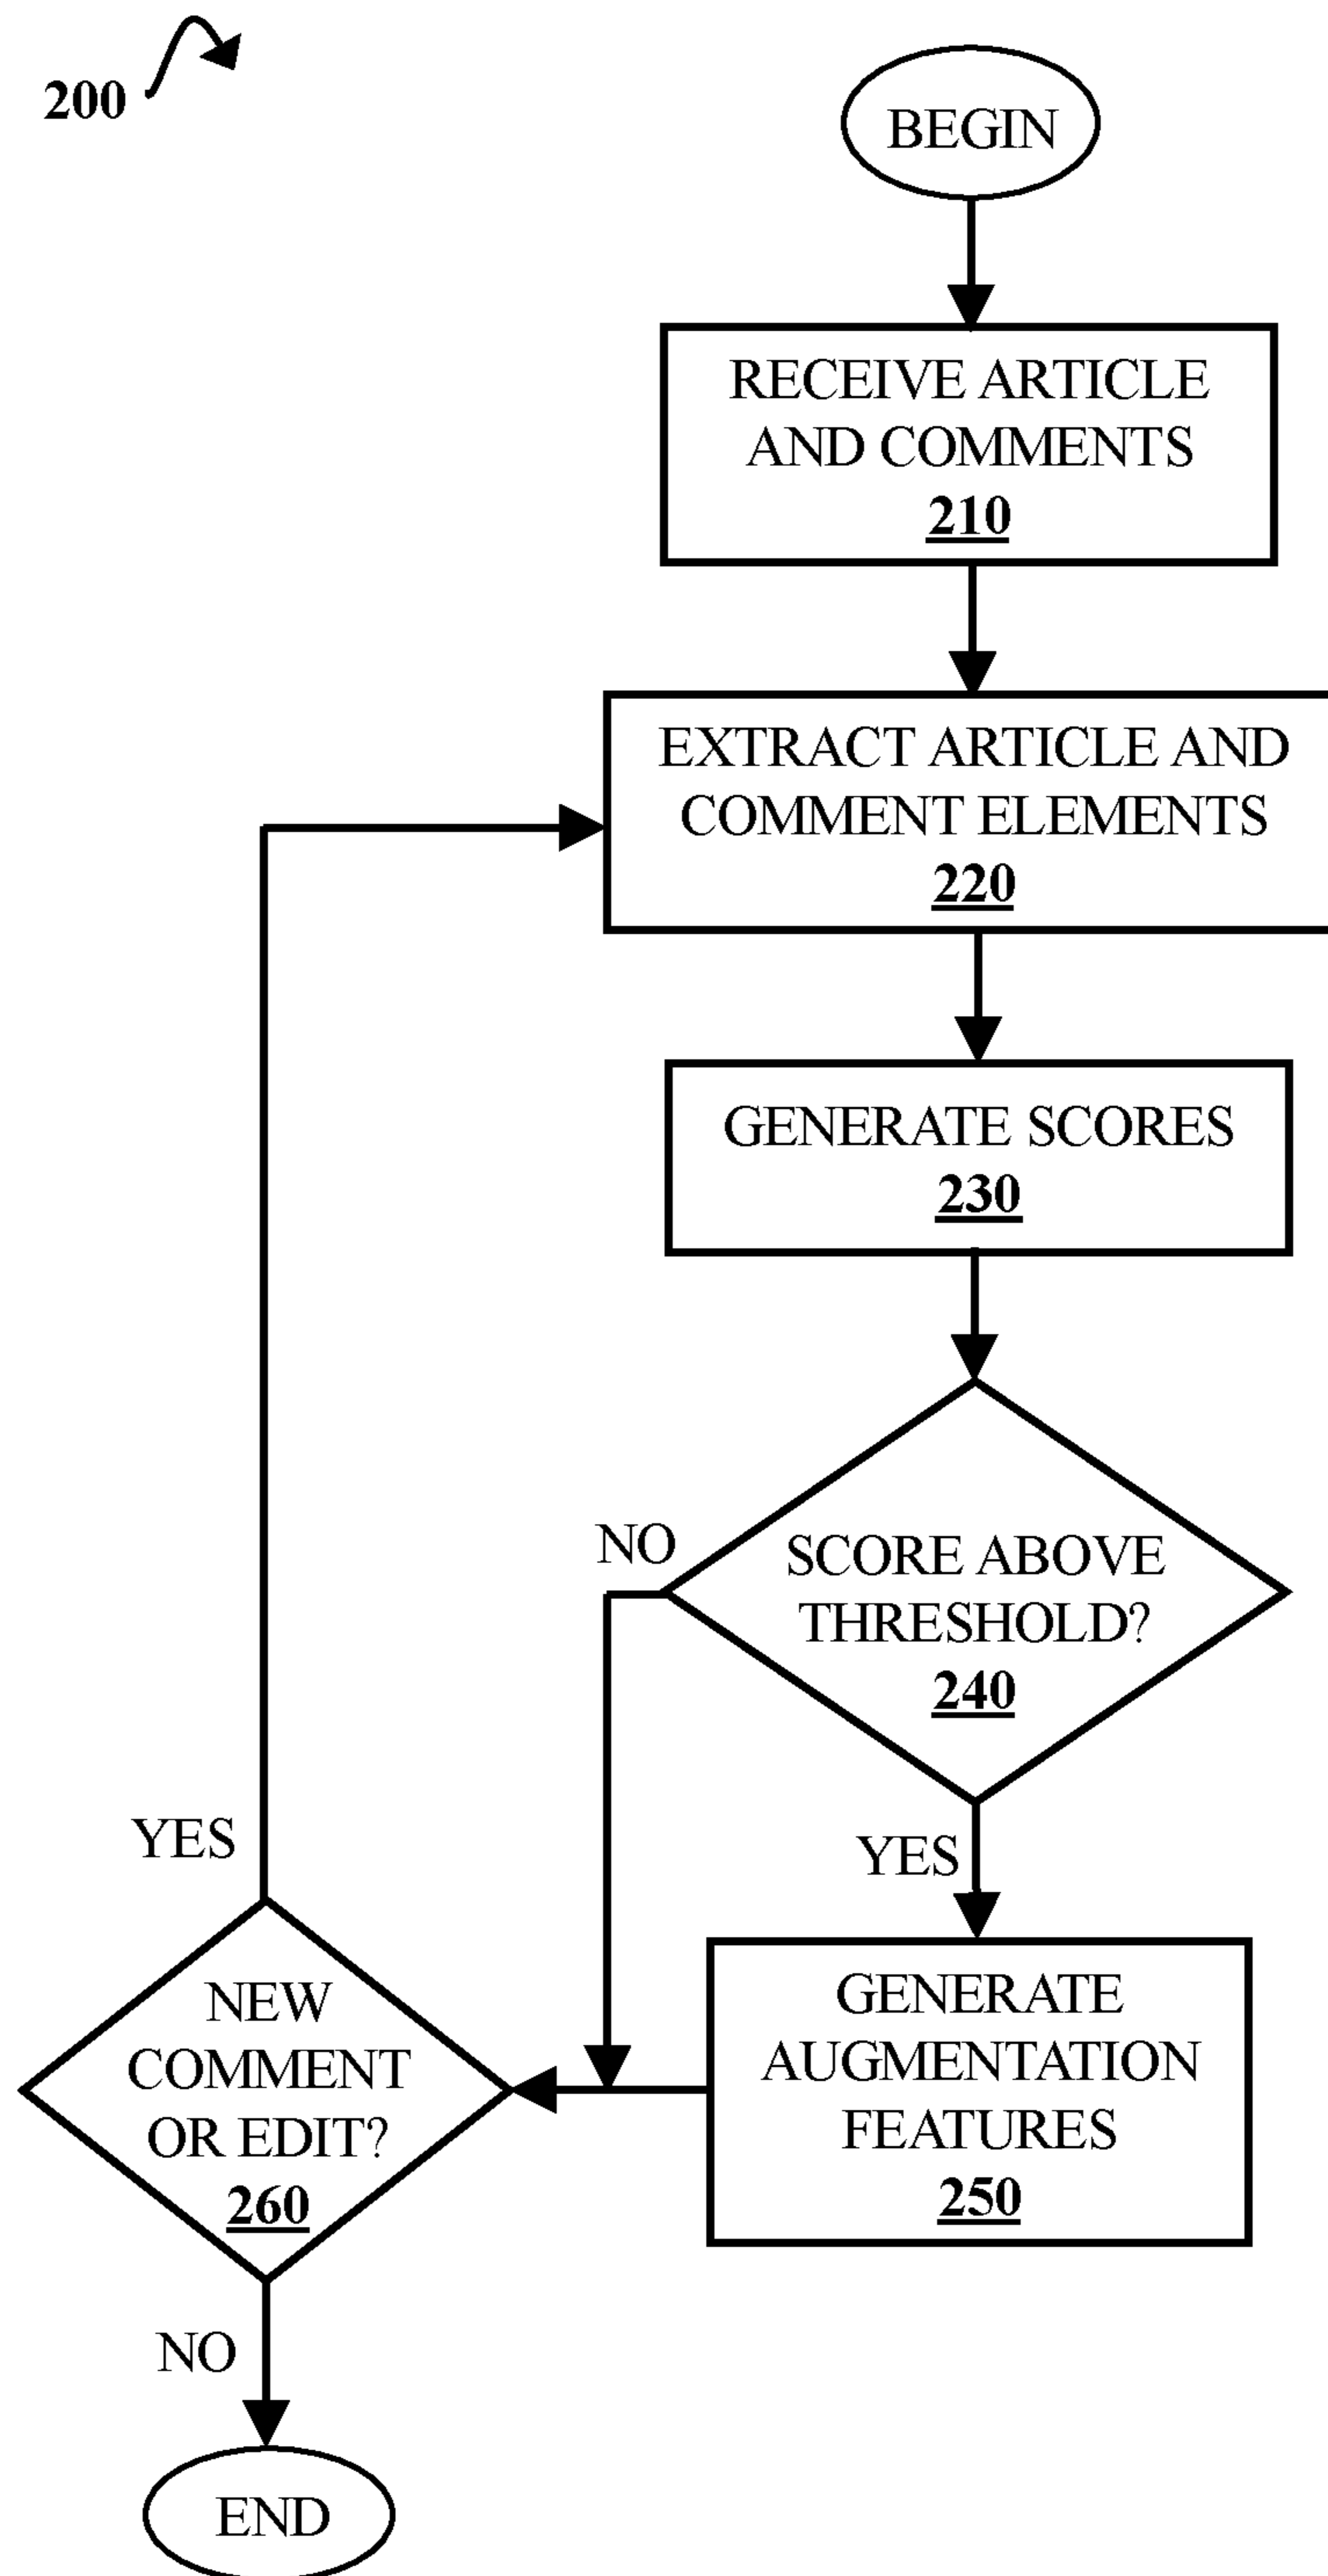 200
BEGIN
RECEIVE ARTICLE
AND COMMENTS
210
EXTRACT ARTICLE AND
COMMENT ELEMENTS
220
GENERATE SCORES
230
NO
SCORE ABOVE
THRESHOLD?
240
YES
YES
GENERATE
AUGMENTATION
FEATURES
250
NEW
COMMENT
OR EDIT?
260
NO
END